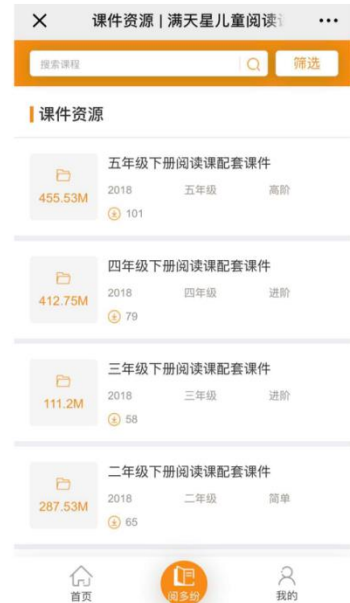 课件资源 | 满天星儿童阅读
搜索课程
筛选
课件资源
五年级下册阅读课配套课件
455.53M
2018 五年级 高阶
101
四年级下册阅读课配套课件
412.75M
2018 四年级 进阶
79
三年级下册阅读课配套课件
111.2M
2018 三年级 进阶
58
二年级下册阅读课配套课件
287.53M
2018 二年级 简单
65
首页
阅多纷
我的